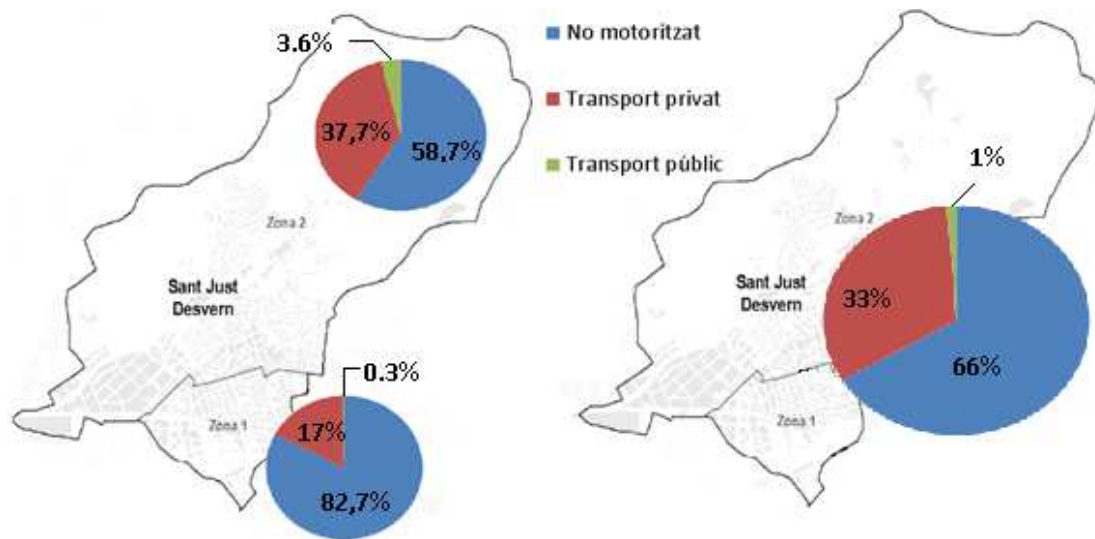 3.6%
37,7%
58,7%
Zona 2
Sant Just
Desvern
0.3%
Zona 1
17%
82,7%
No motoritzat
Transport privat
Transport pùblic
1%
Zona 2
Sant Just
Desvern
33%
66%
Zona 1